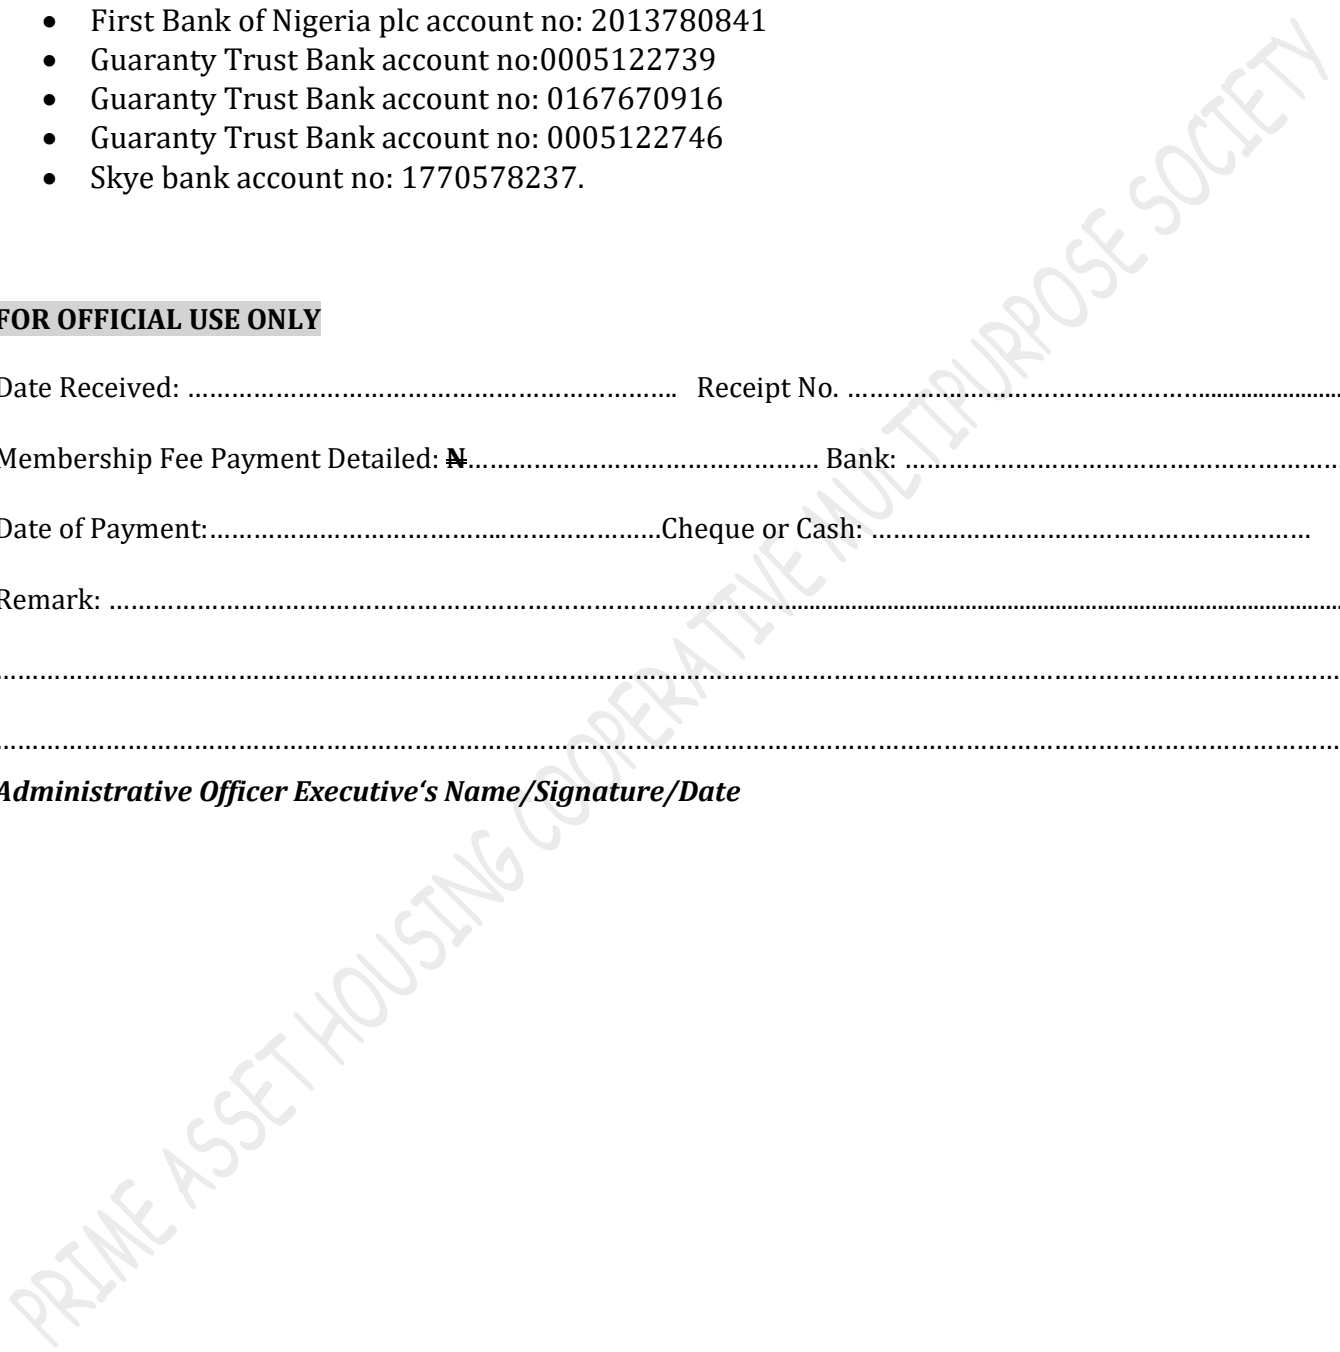 • First Bank of Nigeria plc account no: 2013780841
• Guaranty Trust Bank account no:0005122739
• Guaranty Trust Bank account no: 0167670916
• Guaranty Trust Bank account no: 0005122746
• Skye bank account no: 1770578237.
FOR OFFICIAL USE ONLY
Date Received: ………………………………………………………….. Receipt No. …………………………………………....................
Membership Fee Payment Detailed: N………………………………………… Bank: ……………………………………………………
Date of Payment:…………………………………..………………….Cheque or Cash: ……………………………………………………
Remark: …………………………………………………………………………………......................................................................
……………………………………………………………………………………………………………………………………………………………
……………………………………………………………………………………………………………………………………………………………
Administrative Officer Executive‘s Name/Signature/Date
PRIME ASSET HOUSING COOPERATIVE MULTIPURPOSE SOCIETY